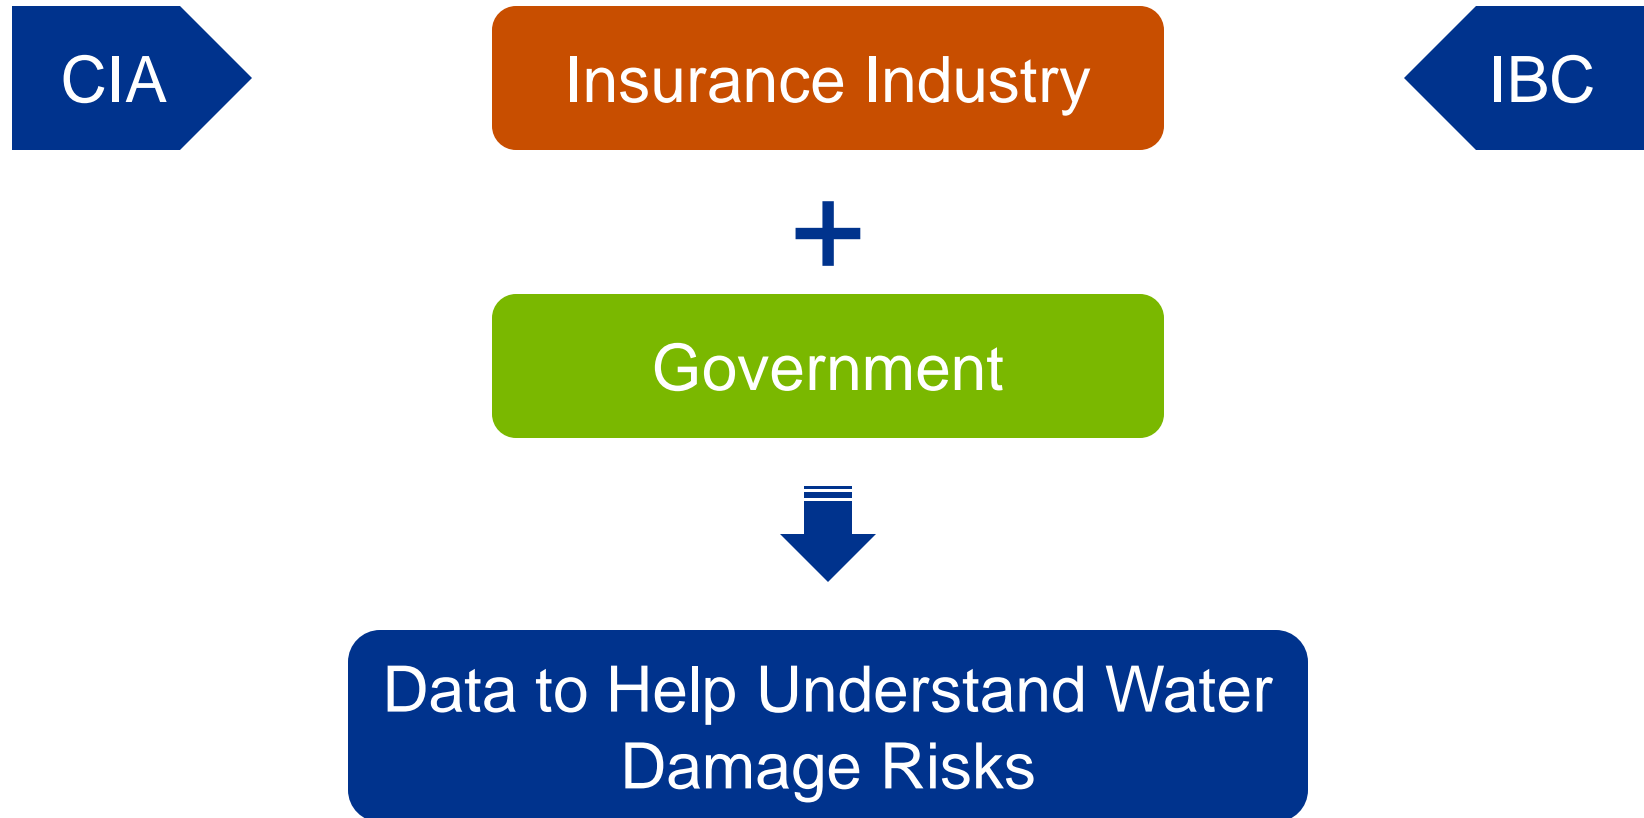 CIA
Insurance Industry
IBC
+
Government
Data to Help Understand Water
Damage Risks